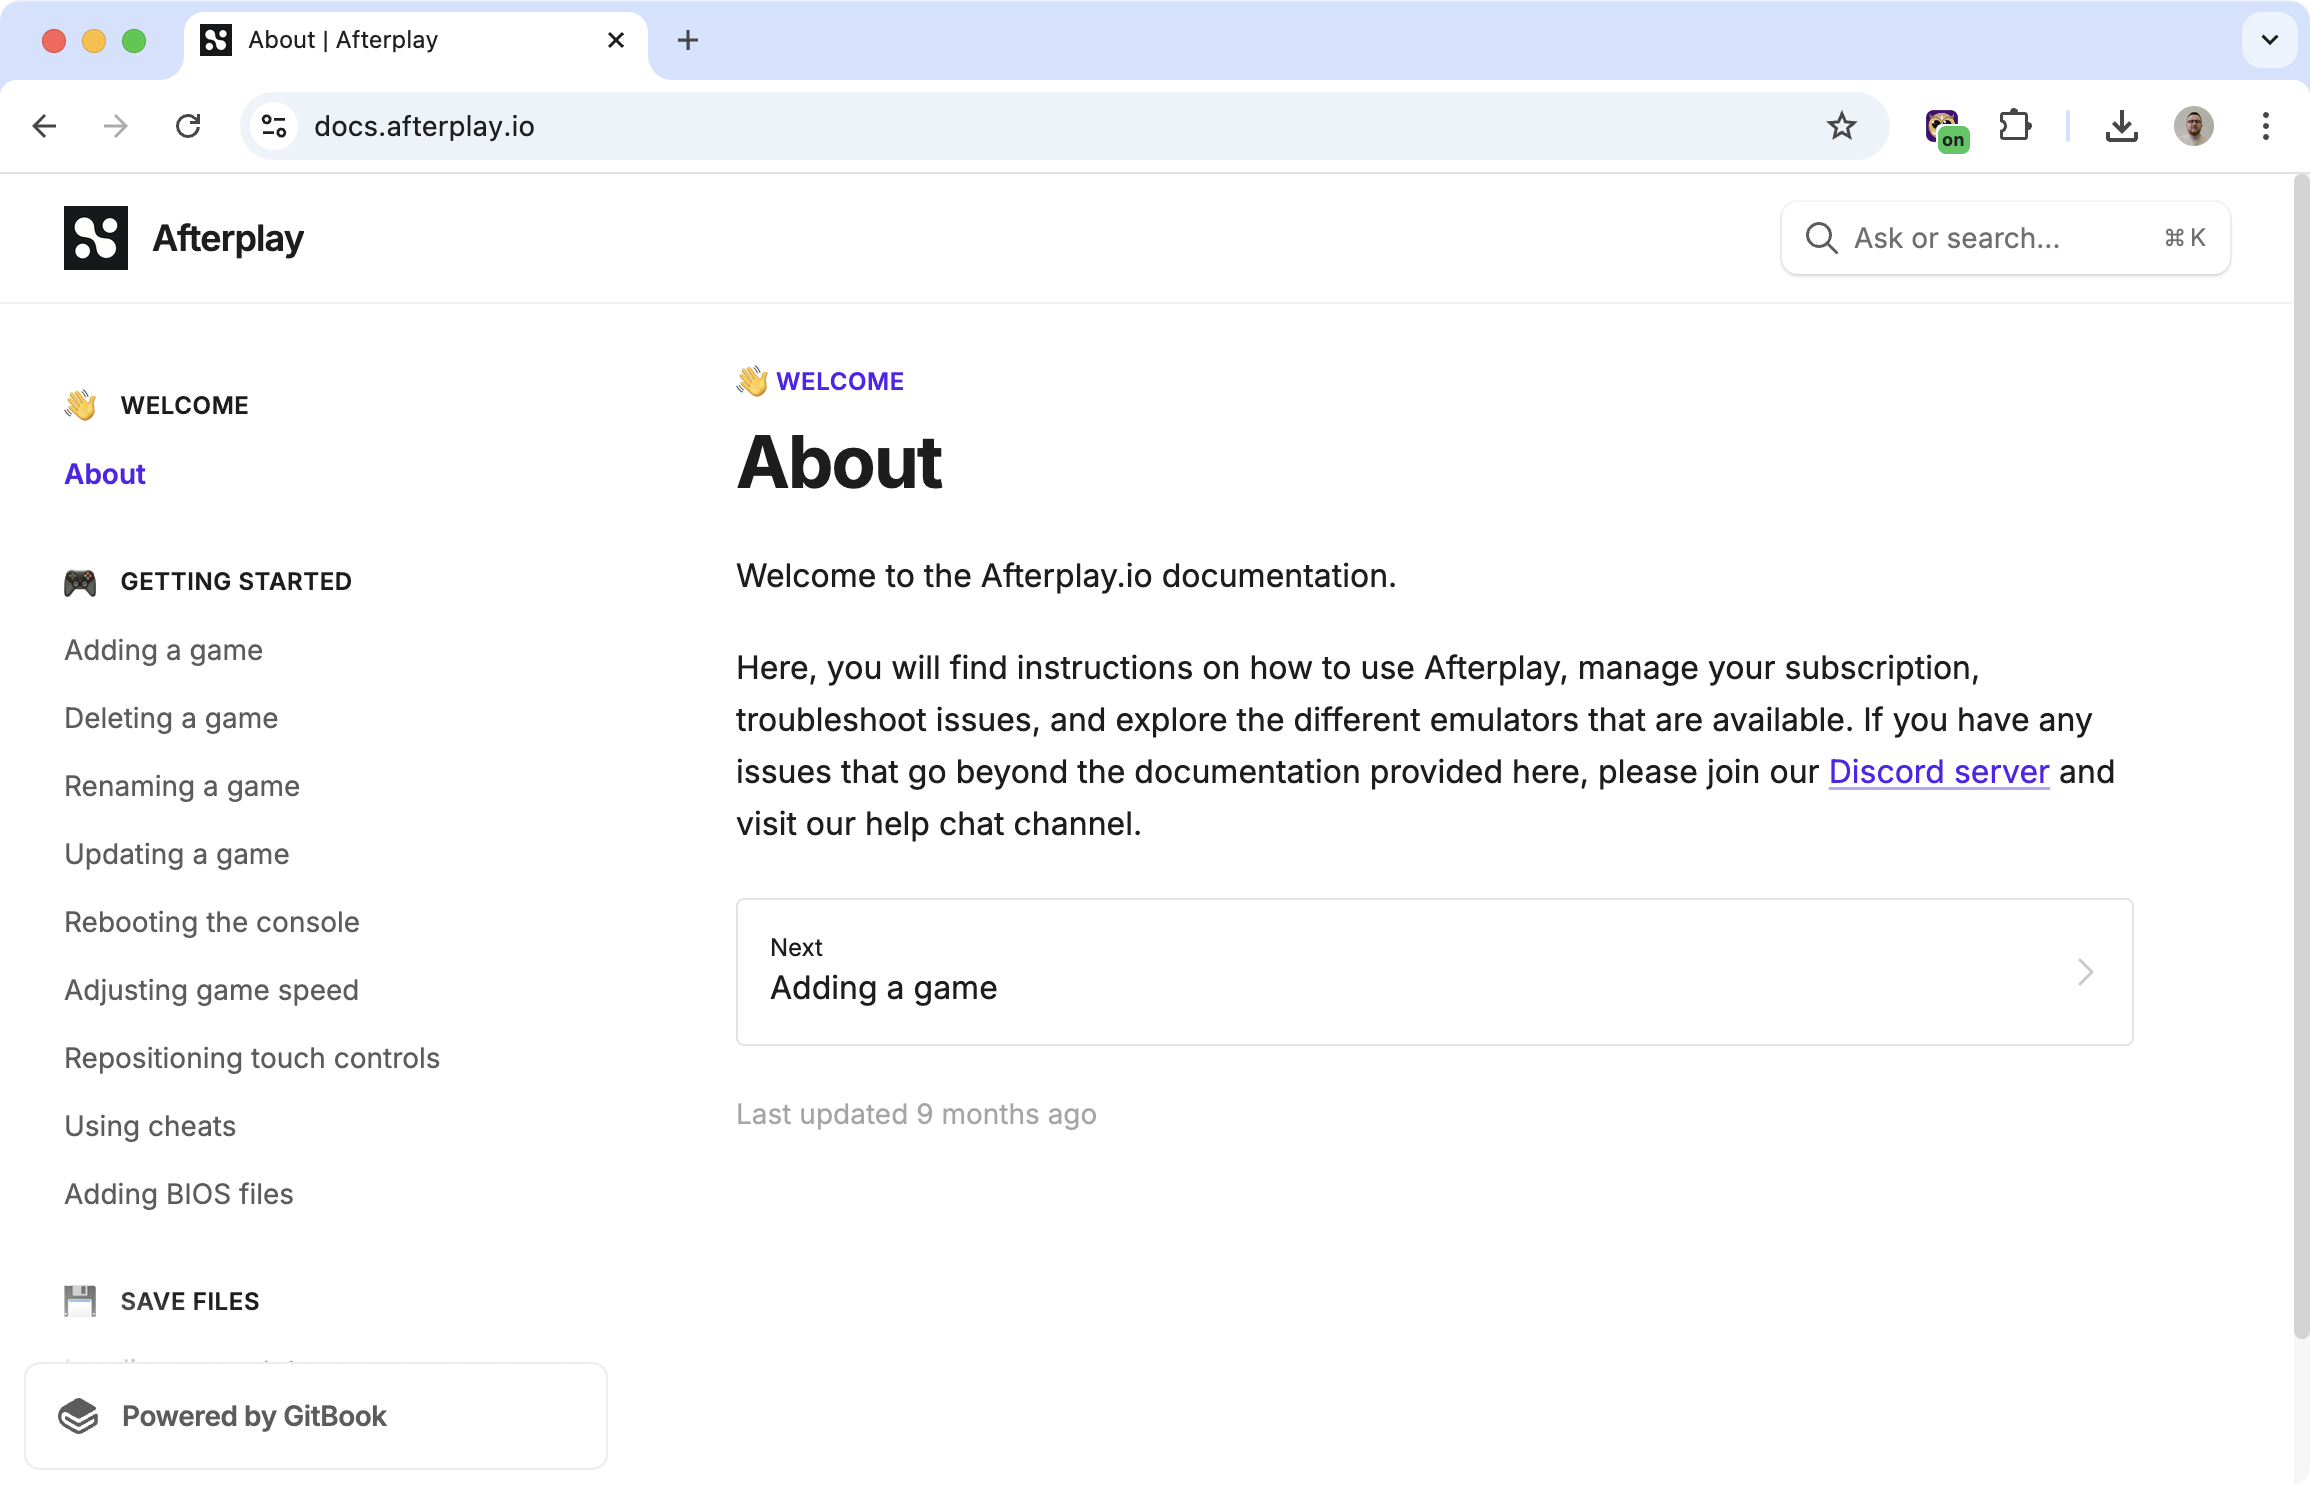 About | Afterplay
docs.afterplay.io
on
Afterplay
Ask or search...
⌘ K
👋 WELCOME
About
🎮 GETTING STARTED
Adding a game
Deleting a game
Renaming a game
Updating a game
Rebooting the console
Adjusting game speed
Repositioning touch controls
Using cheats
Adding BIOS files
💾 SAVE FILES
Powered by GitBook
👋 WELCOME
About
Welcome to the Afterplay.io documentation.
Here, you will find instructions on how to use Afterplay, manage your subscription,
troubleshoot issues, and explore the different emulators that are available. If you have any
issues that go beyond the documentation provided here, please join our Discord server and
visit our help chat channel.
Next
Adding a game
Last updated 9 months ago